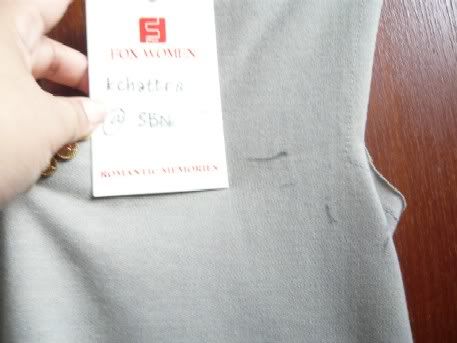 FOX WOMEN
kchattra
@ SBN
ROMANTIC MEMORIES